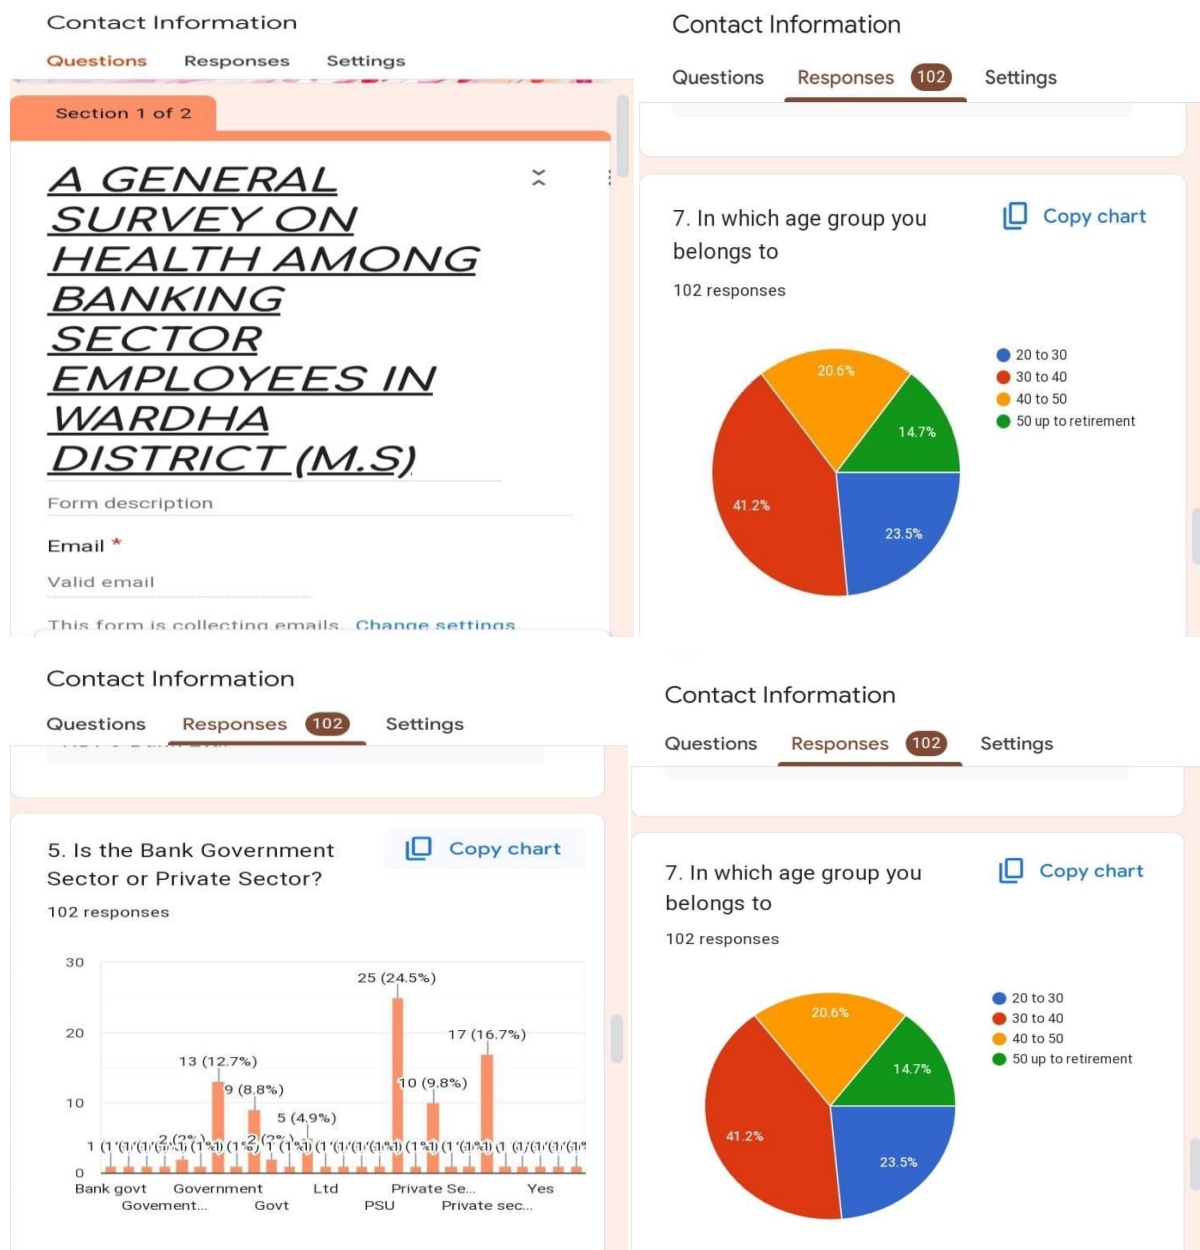 Contact Information
Questions Responses Settings
Section 1 of 2
A GENERAL
SURVEY ON
HEALTH AMONG
BANKING
SECTOR
EMPLOYEES IN
WARDHA
DISTRICT (M.S)
Form description
Email *
Valid email
This form is collecting emails. Change settings
Contact Information
Questions Responses 102 Settings
7. In which age group you
belongs to
Copy chart
102 responses
20.6%
14.7%
41.2%
23.5%
20 to 30
30 to 40
40 to 50
50 up to retirement
Contact Information
Questions Responses 102 Settings
5. Is the Bank Government
Sector or Private Sector?
Copy chart
102 responses
30
20
10
0
25 (24.5%)
17 (16.7%)
13 (12.7%)
9 (8.8%)
10 (9.8%)
5 (4.9%)
2 (2%)
2 (2%)
Bank govt Government Ltd Private Se... Yes
Goverment... Govt PSU Private sec...
Contact Information
Questions Responses 102 Settings
7. In which age group you
belongs to
Copy chart
102 responses
20.6%
14.7%
41.2%
23.5%
20 to 30
30 to 40
40 to 50
50 up to retirement